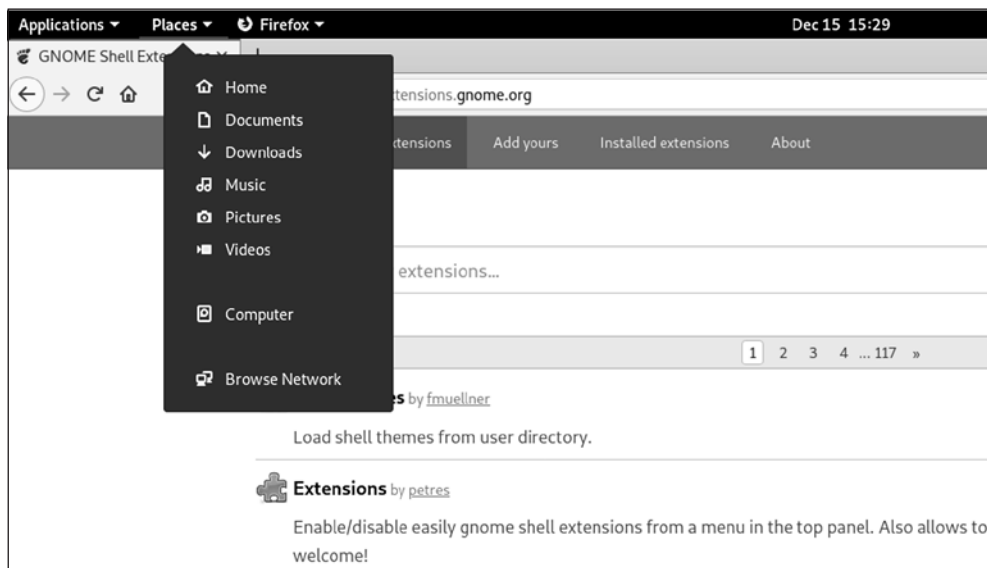 Applications Places Firefox Dec 15 15:29
GNOME Shell Exte
tensions.gnome.org
xtensions Add yours Installed extensions About
Home
Documents
Downloads
Music
Pictures
Videos
Computer
Browse Network
extensions...
1 2 3 4 ... 117 »
es by fmuellner
Load shell themes from user directory.
Extensions by petres
Enable/disable easily gnome shell extensions from a menu in the top panel. Also allows to
welcome!